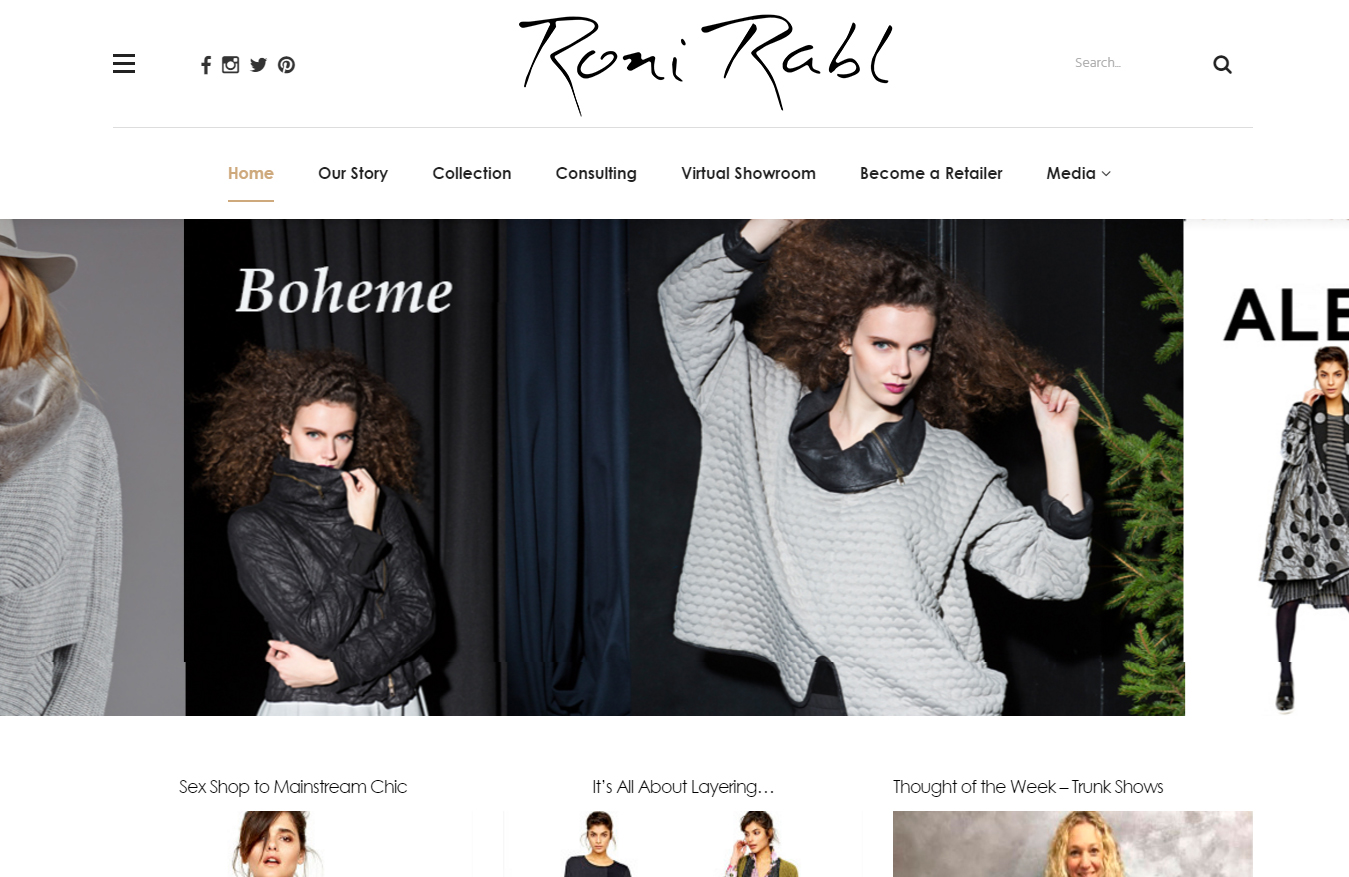 Roni Rabl
Search...
Home Our Story Collection Consulting Virtual Showroom Become a Retailer Media
Boheme
Sex Shop to Mainstream Chic
It's All About Layering…
Thought of the Week – Trunk Shows